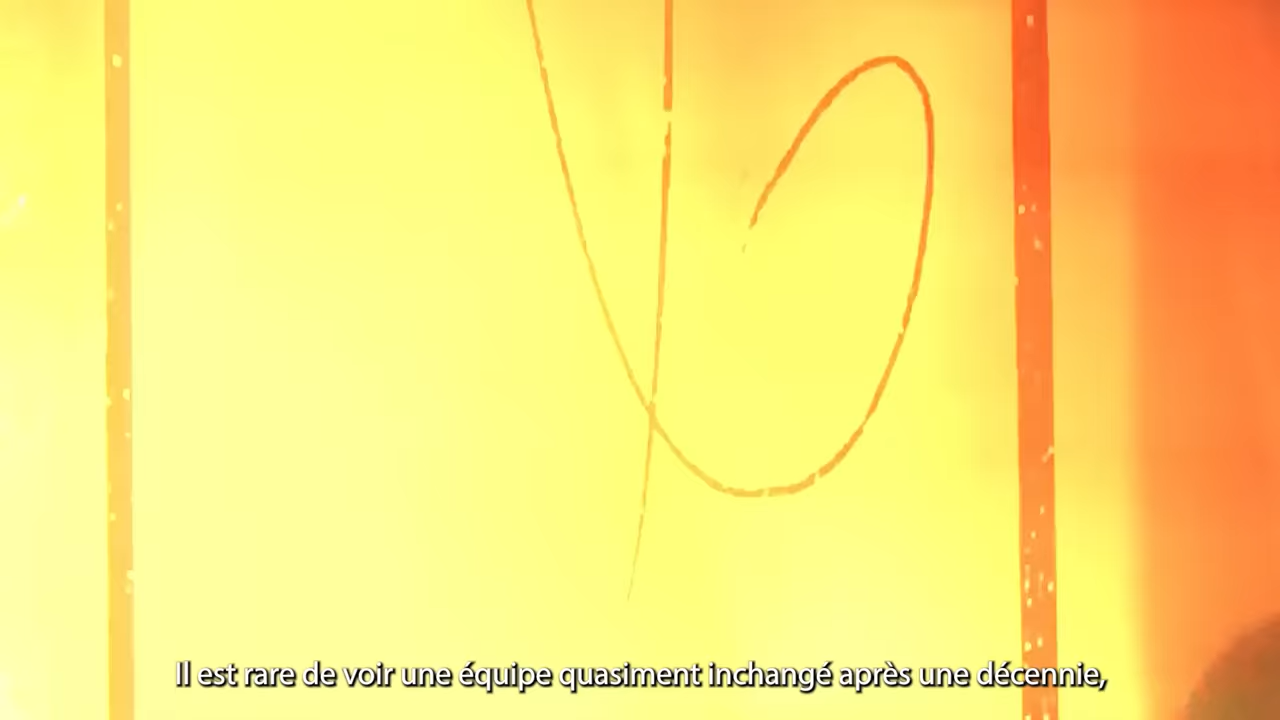 Il est rare de voir une équipe quasiment inchangé après une décennie,